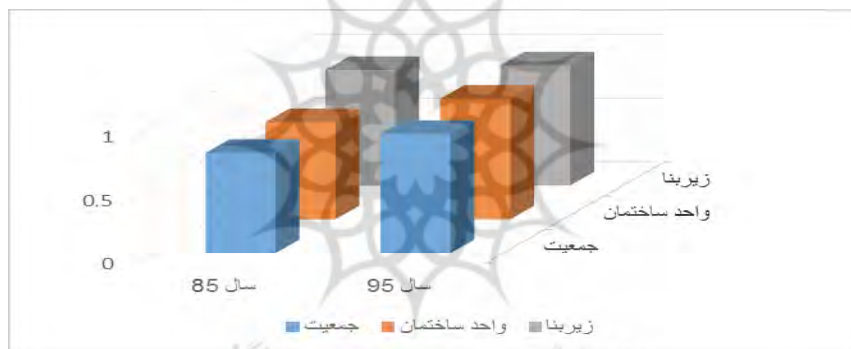 1
0.5
0
زیربنا
واحد ساختمان
جمعیت
سال 85
سال 95
جمعیت
واحد ساختمان
زیربنا